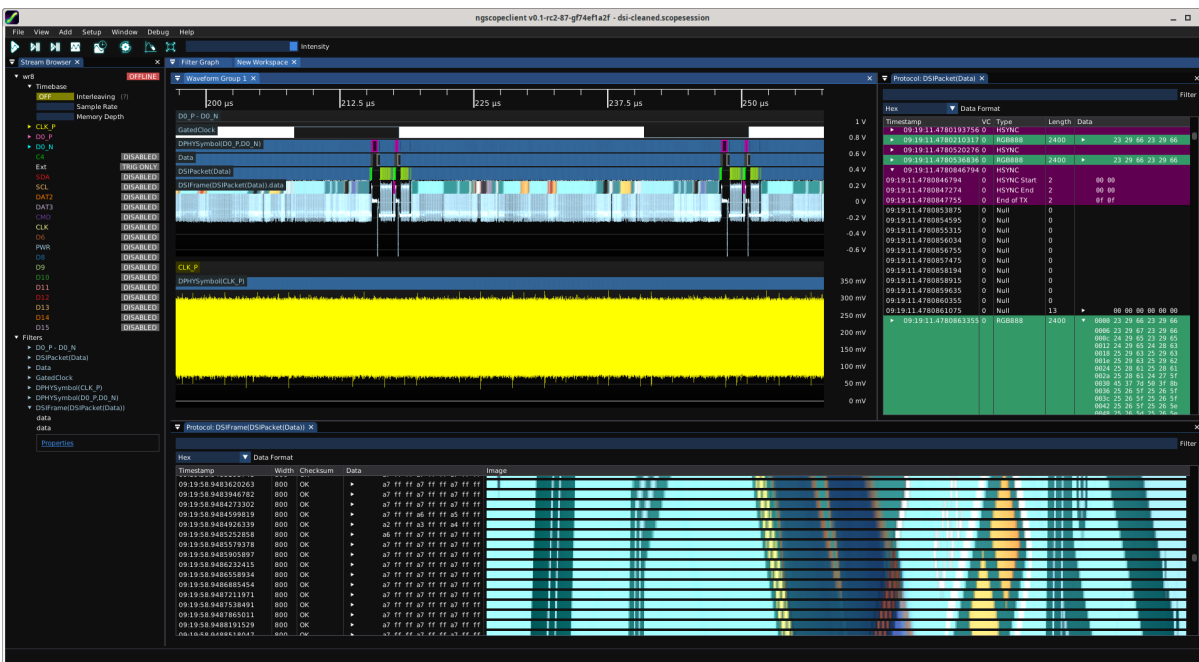 ngscopeclient v0.1-rc2-87-gf74ef1a2f - dsi-cleaned.scopesession
File View Add Setup Window Debug Help
Intensity
Stream Browser
wr8 OFFLINE
Timebase
OFF Interleaving (?)
Sample Rate
Memory Depth
CLK_P
D0_P
D0_N
C4 DISABLED
Ext TRIG ONLY
SDA DISABLED
SCL DISABLED
DAT2 DISABLED
DAT3 DISABLED
CMD DISABLED
CLK DISABLED
D6 DISABLED
PWR DISABLED
D8 DISABLED
D9 DISABLED
D10 DISABLED
D11 DISABLED
D12 DISABLED
D13 DISABLED
D14 DISABLED
D15 DISABLED
Filters
D0_P - D0_N
DSIPacket(Data)
Data
GatedClock
DPHYSymbol(CLK_P)
DPHYSymbol(D0_P,D0_N)
DSIFrame(DSIPacket(Data))
data
data
Properties
Filter Graph New Workspace
Waveform Group 1
200 µs 212.5 µs 225 µs 237.5 µs 250 µs
D0_P - D0_N
GatedClock
DPHYSymbol(D0_P,D0_N)
Data
DSIPacket(Data)
DSIFrame(DSIPacket(Data)).data
1 V
0.8 V
0.6 V
0.4 V
0.2 V
0 V
-0.2 V
-0.4 V
-0.6 V
CLK_P
DPHYSymbol(CLK_P)
350 mV
300 mV
250 mV
200 mV
150 mV
100 mV
50 mV
0 mV
Protocol: DSIPacket(Data)
Filter
Hex Data Format
Timestamp VC Type Length Data
09:19:11.4780193756 0 HSYNC
09:19:11.4780210317 0 RGB888 2400 23 29 66 23 29 66
09:19:11.4780520276 0 HSYNC
09:19:11.4780536836 0 RGB888 2400 23 29 66 23 29 66
09:19:11.4780846794 0 HSYNC
09:19:11.4780846794 0 HSYNC Start 2 00 00
09:19:11.4780847274 0 HSYNC End 2 00 00
09:19:11.4780847755 0 End of TX 2 0f 0f
09:19:11.4780853875 0 Null 0
09:19:11.4780854595 0 Null 0
09:19:11.4780855315 0 Null 0
09:19:11.4780856034 0 Null 0
09:19:11.4780856755 0 Null 0
09:19:11.4780857475 0 Null 0
09:19:11.4780858194 0 Null 0
09:19:11.4780858915 0 Null 0
09:19:11.4780859635 0 Null 0
09:19:11.4780860355 0 Null 0
09:19:11.4780861075 0 Null 13 00 00 00 00 00 00
09:19:11.4780863355 0 RGB888 2400 0000 23 29 66 23 29 66
0006 23 29 67 23 29 66
000c 24 29 65 23 29 65
0012 24 29 65 24 28 63
0018 25 29 63 25 29 63
001e 25 29 63 25 29 62
0024 25 28 61 25 28 61
002a 25 28 61 24 27 5f
0030 45 37 7d 50 3f 8b
0036 25 26 5f 25 26 5f
003c 25 26 5f 25 26 5f
0042 25 26 5f 25 26 5e
Protocol: DSIFrame(DSIPacket(Data))
Filter
Hex Data Format
Timestamp Width Checksum Data Image
09:19:58.9483620263 800 OK a7 ff ff a7 ff ff a7 ff ff
09:19:58.9483946782 800 OK a7 ff ff a7 ff ff a7 ff ff
09:19:58.9484273302 800 OK a7 ff ff a7 ff ff a7 ff ff
09:19:58.9484599819 800 OK a7 ff ff a6 ff ff a5 ff ff
09:19:58.9484926339 800 OK a2 ff ff a3 ff ff a4 ff ff
09:19:58.9485252858 800 OK a6 ff ff a7 ff ff a7 ff ff
09:19:58.9485579378 800 OK a7 ff ff a7 ff ff a7 ff ff
09:19:58.9485905897 800 OK a7 ff ff a7 ff ff a7 ff ff
09:19:58.9486232415 800 OK a7 ff ff a7 ff ff a7 ff ff
09:19:58.9486558934 800 OK a7 ff ff a7 ff ff a7 ff ff
09:19:58.9486885454 800 OK a7 ff ff a7 ff ff a7 ff ff
09:19:58.9487211971 800 OK a7 ff ff a7 ff ff a7 ff ff
09:19:58.9487538491 800 OK a7 ff ff a7 ff ff a7 ff ff
09:19:58.9487865011 800 OK a7 ff ff a7 ff ff a7 ff ff
09:19:58.9488191529 800 OK a7 ff ff a7 ff ff a7 ff ff